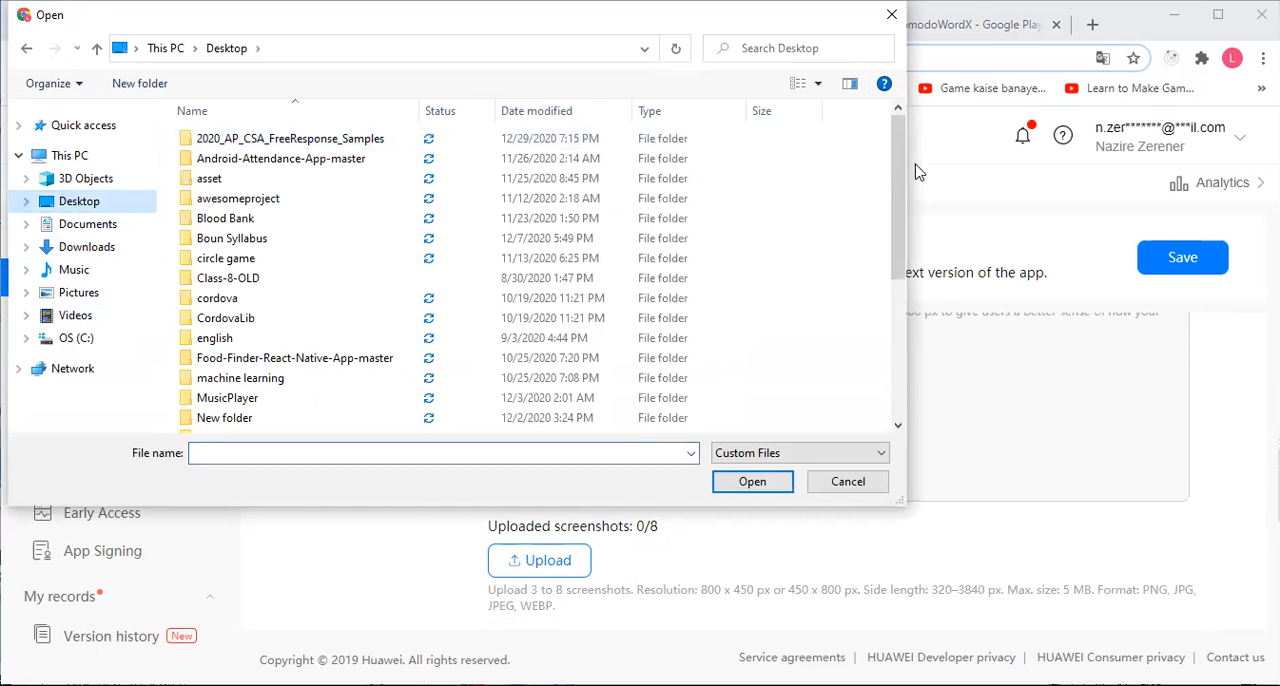 Open
omodoWordX - Google Play
This PC > Desktop >
Search Desktop
Game kaise banaye...
Learn to Make Gam...
»
Organize
New folder
n.zer*******@***il.com
Nazire Zerener
Analytics
Name Status Date modified Type Size
Quick access
This PC
3D Objects
Desktop
Documents
Downloads
Music
Pictures
Videos
OS (C:)
Network
2020_AP_CSA_FreeResponse_Samples 12/29/2020 7:15 PM File folder
Android-Attendance-App-master 11/26/2020 2:14 AM File folder
asset 11/25/2020 8:45 PM File folder
awesomeproject 11/12/2020 2:18 AM File folder
Blood Bank 11/23/2020 1:50 PM File folder
Boun Syllabus 12/7/2020 5:49 PM File folder
circle game 11/13/2020 6:25 PM File folder
Class-8-OLD 8/30/2020 1:47 PM File folder
cordova 10/19/2020 11:21 PM File folder
CordovaLib 10/19/2020 11:21 PM File folder
english 9/3/2020 4:44 PM File folder
Food-Finder-React-Native-App-master 10/25/2020 7:20 PM File folder
machine learning 10/25/2020 7:08 PM File folder
MusicPlayer 12/3/2020 2:01 AM File folder
New folder 12/2/2020 3:24 PM File folder
Save
ext version of the app.
px to give users a better sense of how your
File name:
Custom Files
Open
Cancel
Early Access
App Signing
My records
Version history New
Uploaded screenshots: 0/8
Upload
Upload 3 to 8 screenshots. Resolution: 800 x 450 px or 450 x 800 px. Side length: 320–3840 px. Max. size: 5 MB. Format: PNG, JPG,
JPEG, WEBP.
Copyright © 2019 Huawei. All rights reserved.
Service agreements | HUAWEI Developer privacy | HUAWEI Consumer privacy | Contact us